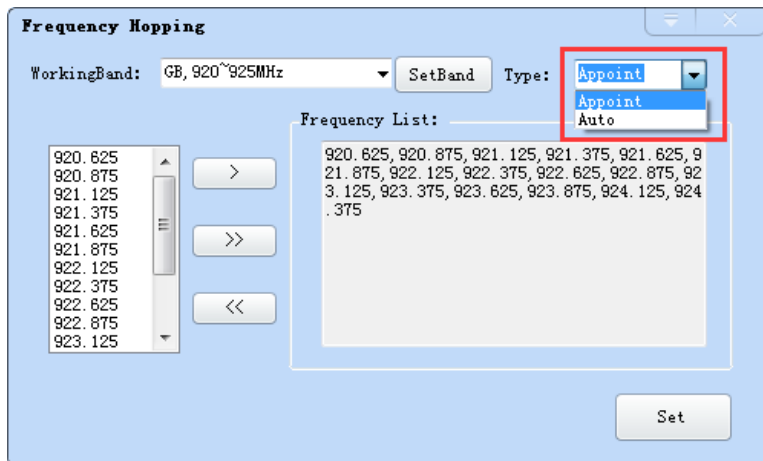 Frequency Hopping
WorkingBand:
GB, 920~925MHz
SetBand
Type:
Appoint
Appoint
Auto
Frequency List:
920.625
920.875
921.125
921.375
921.625
921.875
922.125
922.375
922.625
922.875
923.125
>
>>
<<
920.625, 920.875, 921.125, 921.375, 921.625, 9
21.875, 922.125, 922.375, 922.625, 922.875, 92
3.125, 923.375, 923.625, 923.875, 924.125, 924
.375
Set